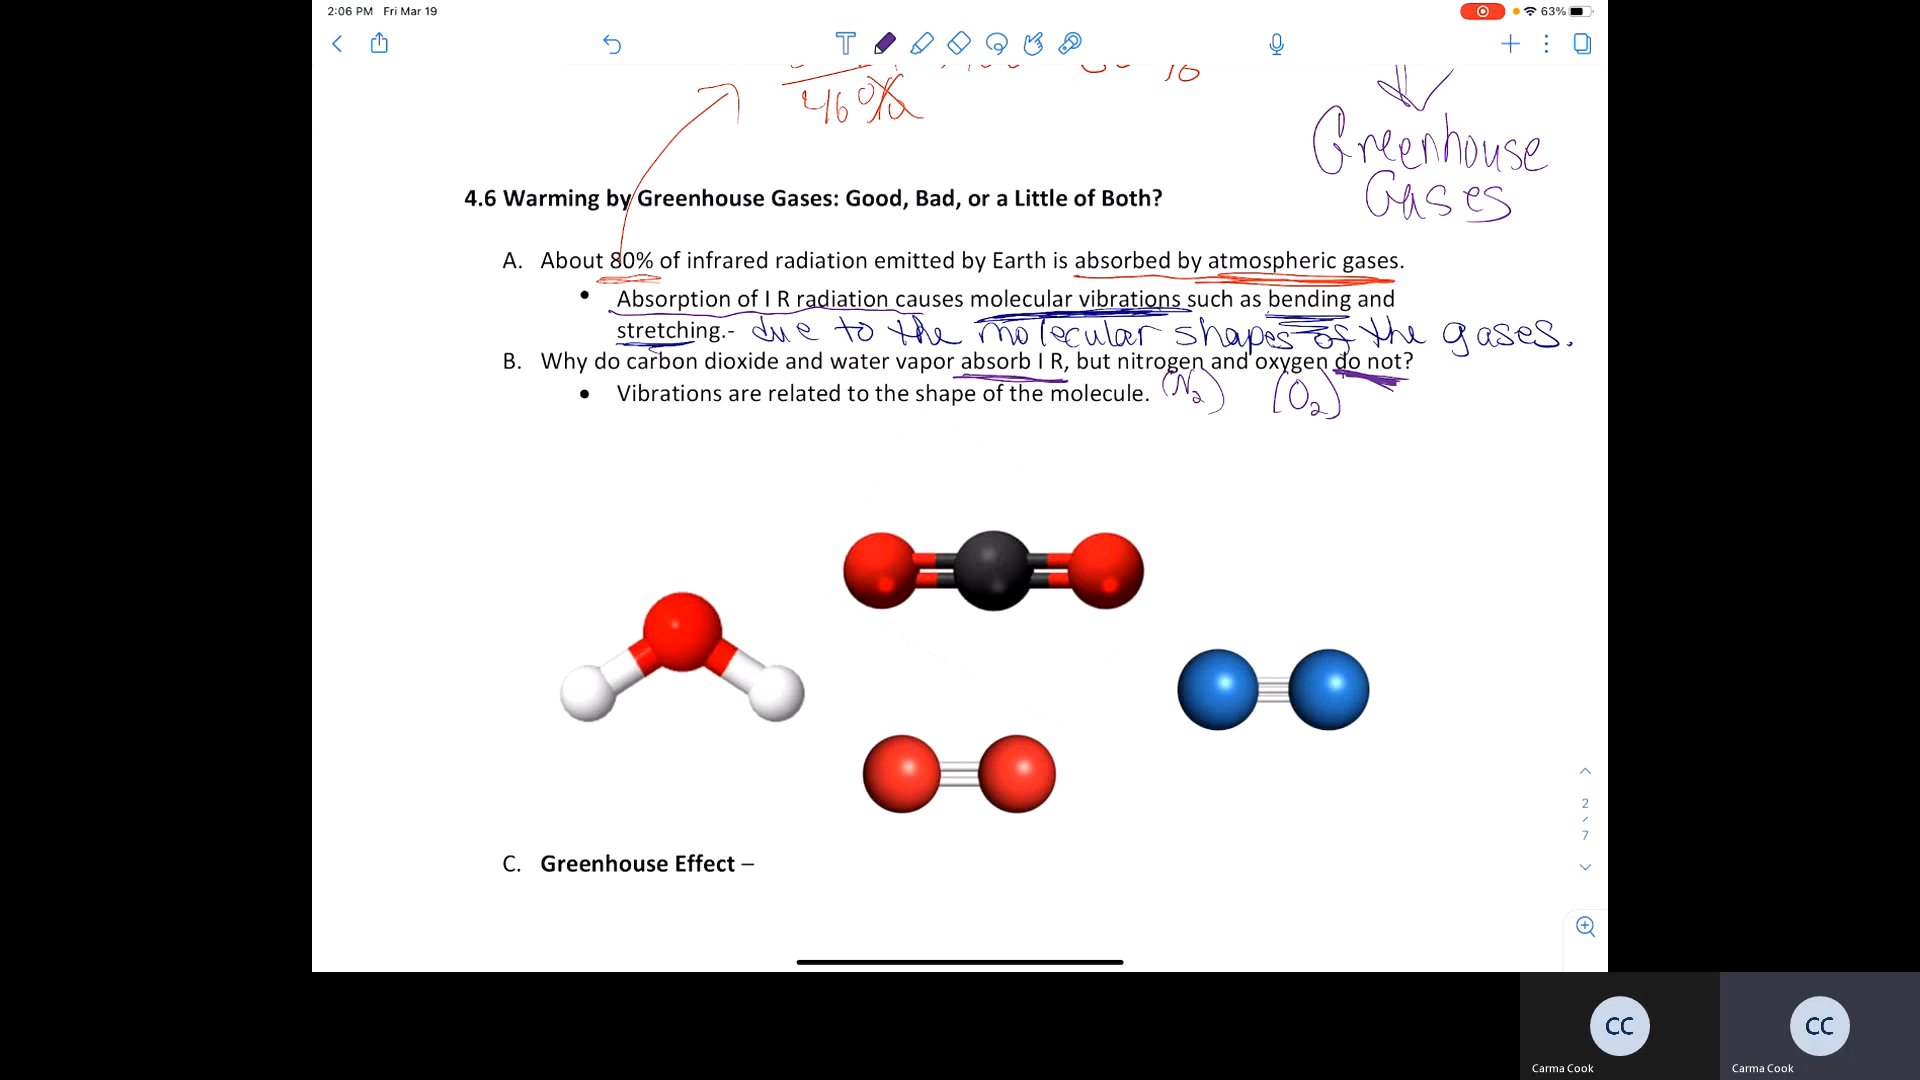 2:06 PM Fri Mar 19
63%
46%
Greenhouse
Gases
4.6 Warming by Greenhouse Gases: Good, Bad, or a Little of Both?
A. About 80% of infrared radiation emitted by Earth is absorbed by atmospheric gases.
• Absorption of I R radiation causes molecular vibrations such as bending and
stretching.- due to the molecular shapes of the gases.
B. Why do carbon dioxide and water vapor absorb I R, but nitrogen and oxygen do not?
• Vibrations are related to the shape of the molecule. (N2) (O2)
2
/
7
C. Greenhouse Effect –
CC
CC
Carma Cook
Carma Cook